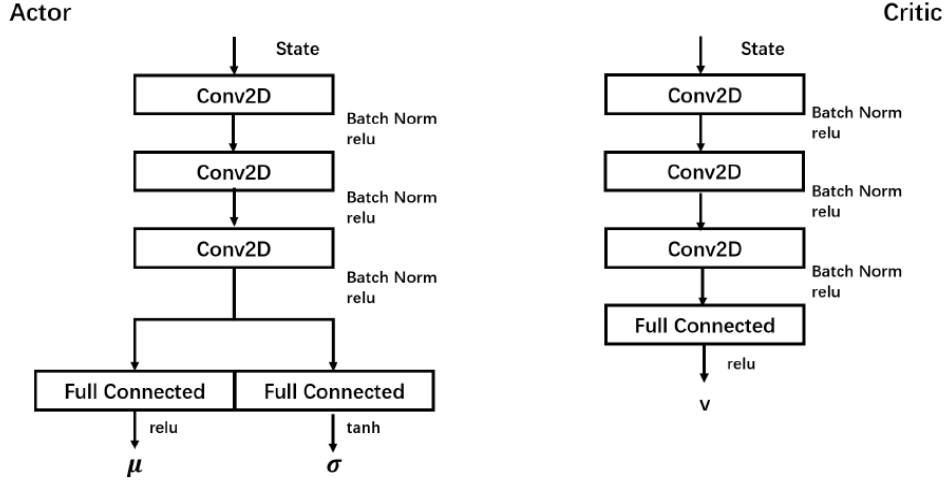 Actor
State
Conv2D
Batch Norm
relu
Conv2D
Batch Norm
relu
Conv2D
Batch Norm
relu
Full Connected
Full Connected
relu
tanh
μ
σ
Critic
State
Conv2D
Batch Norm
relu
Conv2D
Batch Norm
relu
Conv2D
Batch Norm
relu
Full Connected
relu
v